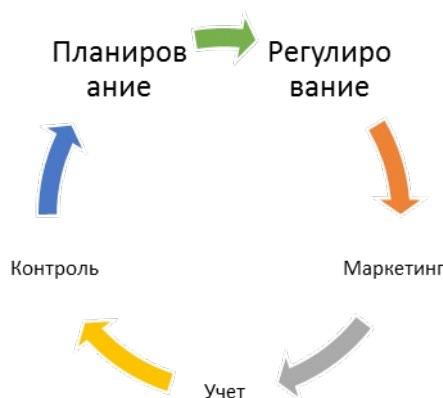 Планиров
ание
Регулиро
вание
Маркетинг
Учет
Контроль